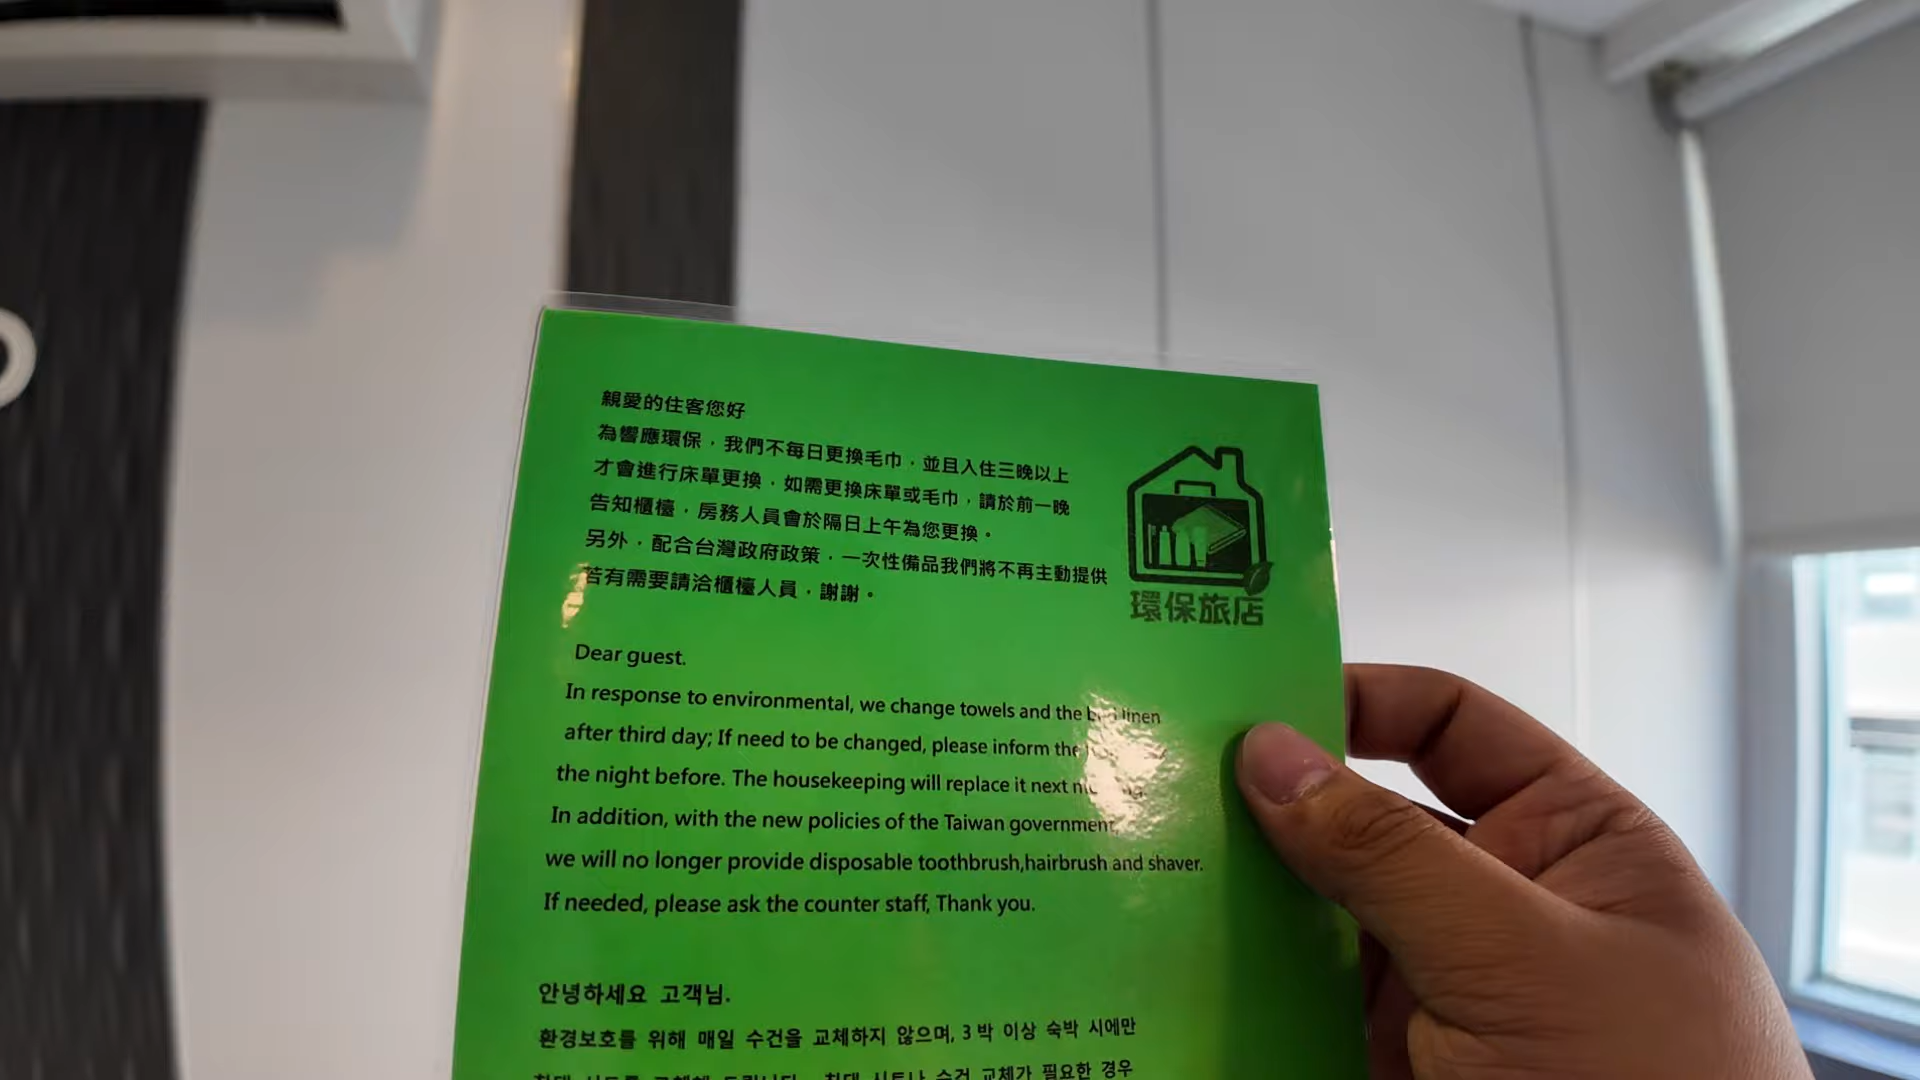 親愛的住客您好
為響應環保，我們不每日更換毛巾，並且入住三晚以上
才會進行床單更換，如需更換床單或毛巾，請於前一晚
告知櫃檯，房務人員會於隔日上午為您更換。
另外，配合台灣政府政策，一次性備品我們將不再主動提供
若有需要請洽櫃檯人員，謝謝。
環保旅店
Dear guest.
In response to environmental, we change towels and the linen
after third day; If need to be changed, please inform the
the night before. The housekeeping will replace it next
In addition, with the new policies of the Taiwan government,
we will no longer provide disposable toothbrush,hairbrush and shaver.
If needed, please ask the counter staff, Thank you.
안녕하세요 고객님.
환경보호를 위해 매일 수건을 교체하지 않으며, 3박 이상 숙박 시에만
교체가 필요한 경우